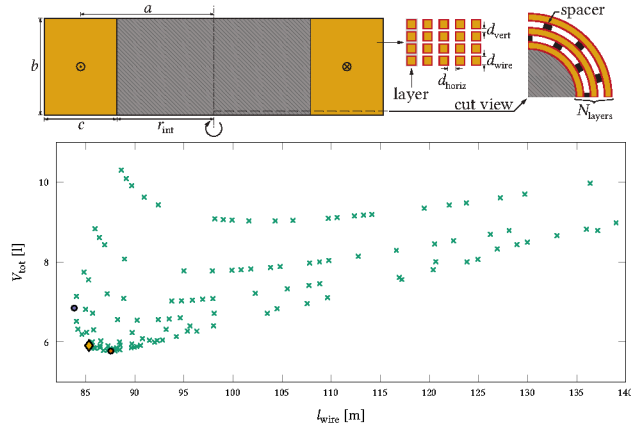 a
b
c
r_int
d_vert
d_wire
d_horiz
layer
spacer
cut view
N_layers
V_tot [l]
10
8
6
85 90 95 100 105 110 115 120 125 130 135 140
l_wire [m]